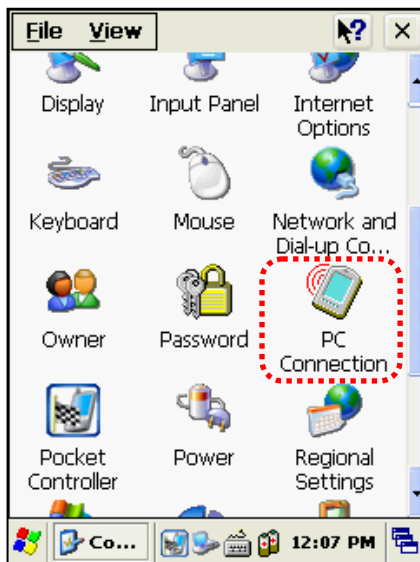 File View
?
Display Input Panel Internet
Options
Keyboard Mouse Network and
Dial-up Co...
Owner Password PC
Connection
Pocket Power Regional
Controller Settings
Co... 12:07 PM